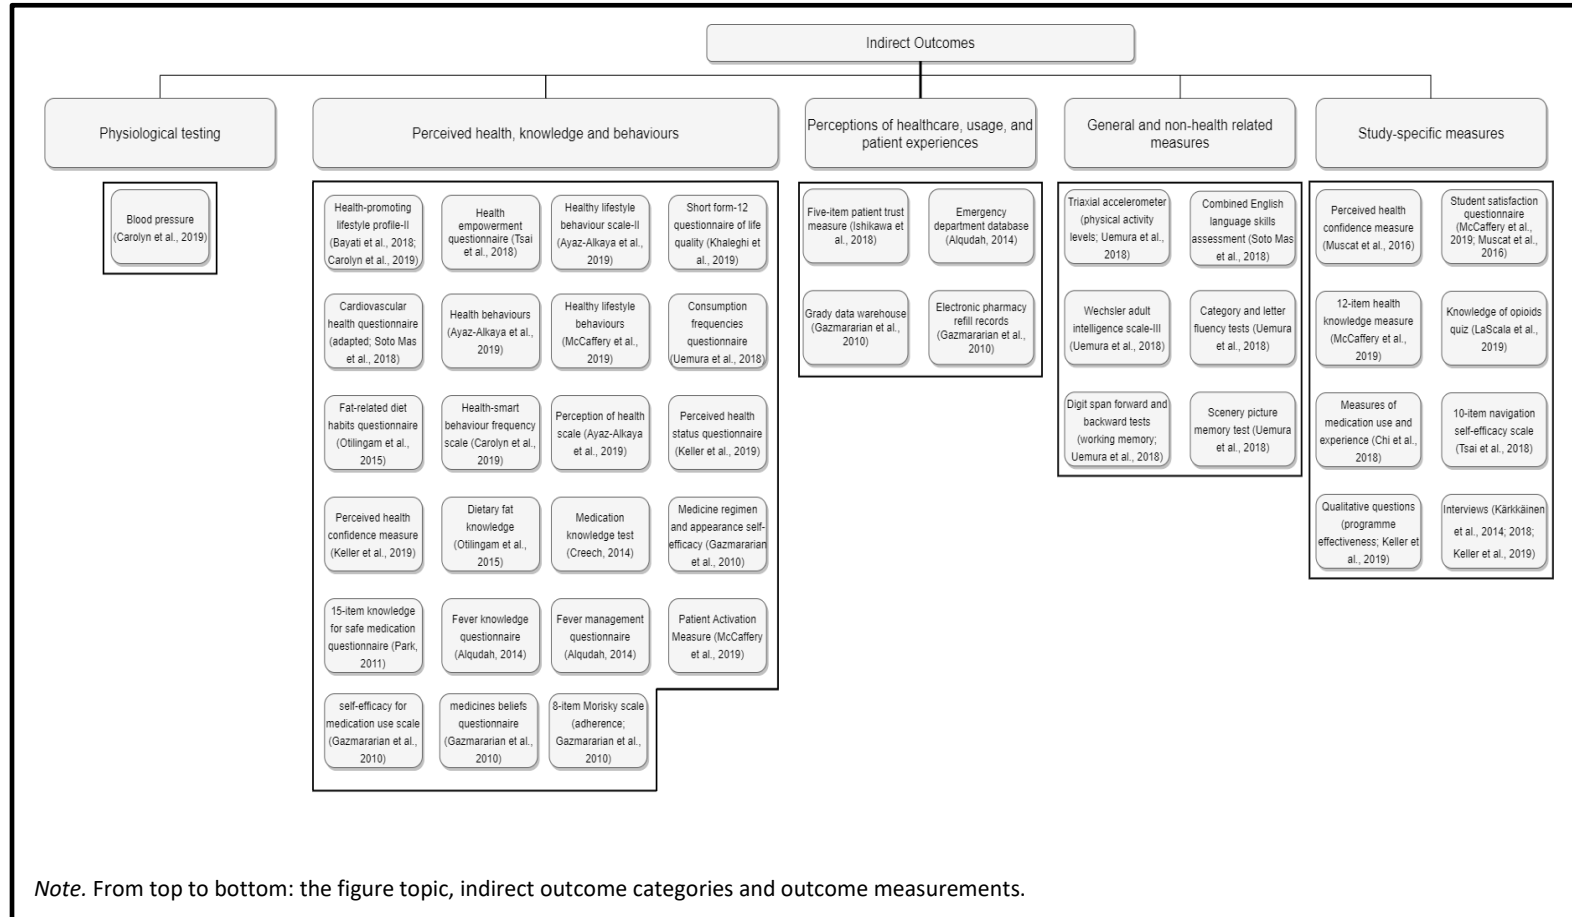 Indirect Outcomes
Physiological testing
Perceived health, knowledge and behaviours
Perceptions of healthcare, usage, and
patient experiences
General and non-health related
measures
Study-specific measures
Blood pressure
(Carolyn et al., 2019)
Health-promoting
lifestyle profile-II
(Bayati et al., 2018;
Carolyn et al., 2019)
Health
empowerment
questionnaire (Tsai
et al., 2018)
Healthy lifestyle
behaviour scale-II
(Ayaz-Alkaya et al.,
2019)
Short form-12
questionnaire of life
quality (Khaleghi et
al., 2019)
Cardiovascular
health questionnaire
(adapted; Soto Mas
et al., 2018)
Health behaviours
(Ayaz-Alkaya et al.,
2019)
Healthy lifestyle
behaviours
(McCaffery et al.,
2019)
Consumption
frequencies
questionnaire
(Uemura et al., 2018)
Fat-related diet
habits questionnaire
(Otilingam et al.,
2015)
Health-smart
behaviour frequency
scale (Carolyn et al.,
2019)
Perception of health
scale (Ayaz-Alkaya
et al., 2019)
Perceived health
status questionnaire
(Keller et al., 2019)
Perceived health
confidence measure
(Keller et al., 2019)
Dietary fat
knowledge
(Otilingam et al.,
2015)
Medication
knowledge test
(Creech, 2014)
Medicine regimen
and appearance self-
efficacy (Gazmararian
et al., 2010)
15-item knowledge
for safe medication
questionnaire (Park,
2011)
Fever knowledge
questionnaire
(Alqudah, 2014)
Fever management
questionnaire
(Alqudah, 2014)
Patient Activation
Measure (McCaffery
et al., 2019)
self-efficacy for
medication use scale
(Gazmararian et al.,
2010)
medicines beliefs
questionnaire
(Gazmararian et al.,
2010)
8-item Morisky scale
(adherence;
Gazmararian et al.,
2010)
Five-item patient trust
measure (Ishikawa et
al., 2018)
Emergency
department database
(Alqudah, 2014)
Grady data warehouse
(Gazmararian et al.,
2010)
Electronic pharmacy
refill records
(Gazmararian et al.,
2010)
Triaxial accelerometer
(physical activity
levels; Uemura et al.,
2018)
Combined English
language skills
assessment (Soto Mas
et al., 2018)
Wechsler adult
intelligence scale-III
(Uemura et al., 2018)
Category and letter
fluency tests (Uemura
et al., 2018)
Digit span forward and
backward tests
(working memory;
Uemura et al., 2018)
Scenery picture
memory test (Uemura
et al., 2018)
Perceived health
confidence measure
(Muscat et al., 2016)
Student satisfaction
questionnaire
(McCaffery et al.,
2019; Muscat et al.,
2016)
12-item health
knowledge measure
(McCaffery et al.,
2019)
Knowledge of opioids
quiz (LaScala et al.,
2019)
Measures of
medication use and
experience (Chi et al.,
2018)
10-item navigation
self-efficacy scale
(Tsai et al., 2018)
Qualitative questions
(programme
effectiveness; Keller et
al., 2019)
Interviews (Kärkkäinen
et al., 2014; 2018;
Keller et al., 2019)
Note. From top to bottom: the figure topic, indirect outcome categories and outcome measurements.